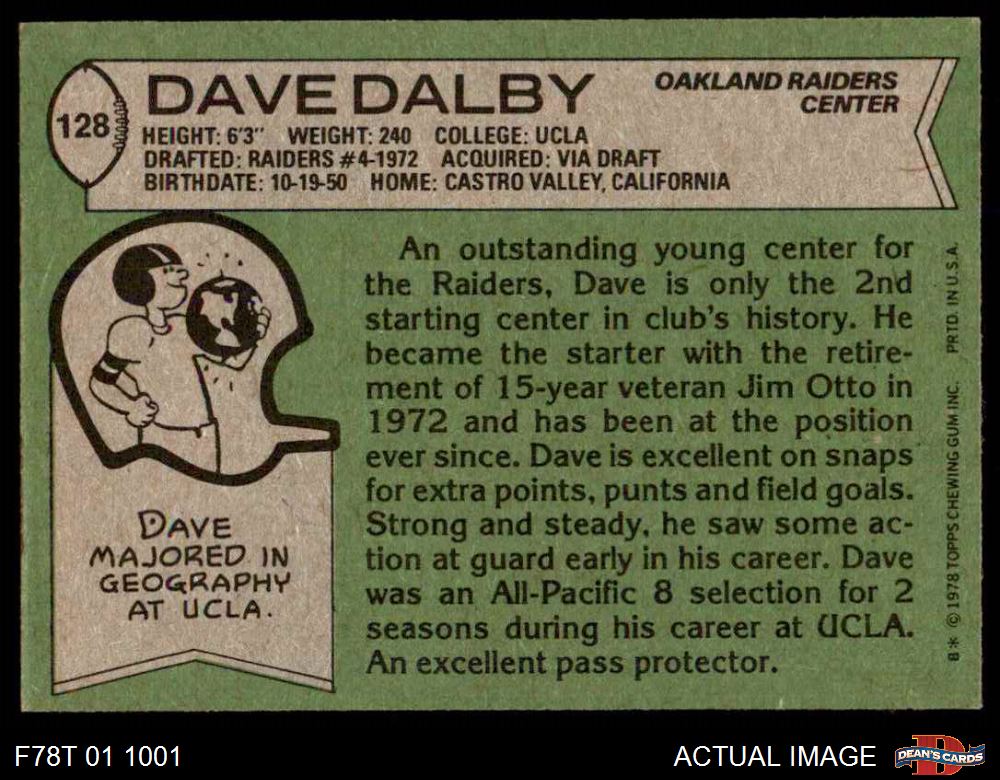 128
DAVE DALBY
OAKLAND RAIDERS
CENTER
HEIGHT: 6'3" WEIGHT: 240 COLLEGE: UCLA
DRAFTED: RAIDERS #4-1972 ACQUIRED: VIA DRAFT
BIRTHDATE: 10-19-50 HOME: CASTRO VALLEY, CALIFORNIA
An outstanding young center for
the Raiders, Dave is only the 2nd
starting center in club's history. He
became the starter with the retire-
ment of 15-year veteran Jim Otto in
1972 and has been at the position
ever since. Dave is excellent on snaps
for extra points, punts and field goals.
Strong and steady, he saw some ac-
tion at guard early in his career. Dave
was an All-Pacific 8 selection for 2
seasons during his career at UCLA.
An excellent pass protector.
DAVE
MAJORED IN
GEOGRAPHY
AT UCLA.
B* © 1978 TOPPS CHEWING GUM INC. PRTD. IN U.S.A.
F78T 01 1001
ACTUAL IMAGE
D
DEAN'S CARDS